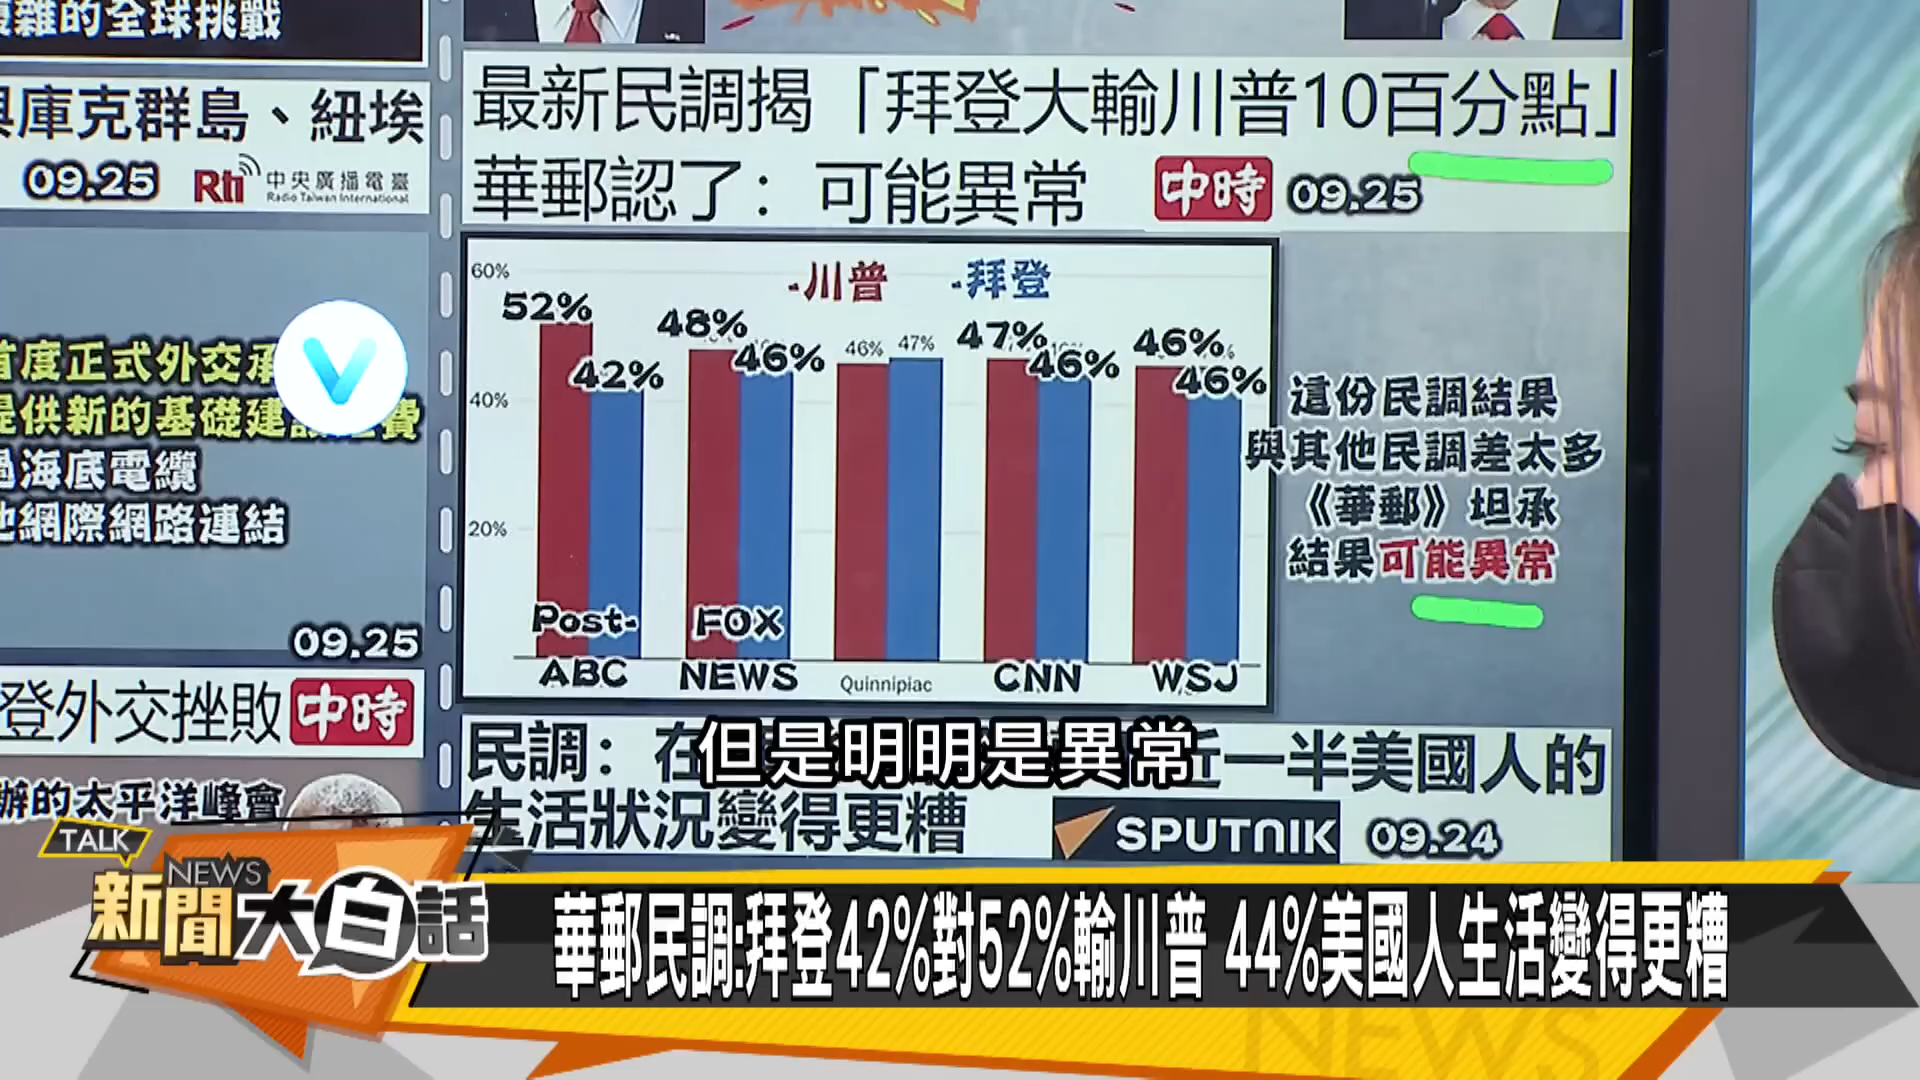 雜的全球挑戰
庫克群島、紐埃
09.25 Rti 中央廣播電臺
Radio Taiwan International
首度正式外交承
提供新的基礎建
費
過海底電纜
他網際網路連結
09.25
登外交挫敗 中時
辦的太平洋峰會
最新民調揭「拜登大輸川普10百分點」
華郵認了：可能異常 中時 09.25
-川普 -拜登
60%
40%
20%
52% 42%
48% 46%
46% 47%
47% 46%
46% 46%
Post-ABC
FOX NEWS
Quinnipiac
CNN
WSJ
這份民調結果
與其他民調差太多
《華郵》坦承
結果可能異常
民調：在
近一半美國人的
生活狀況變得更糟 SPUTNIK 09.24
但是明明是異常
TALK NEWS
新聞大白話
華郵民調:拜登42%對52%輸川普 44%美國人生活變得更糟
NEWS